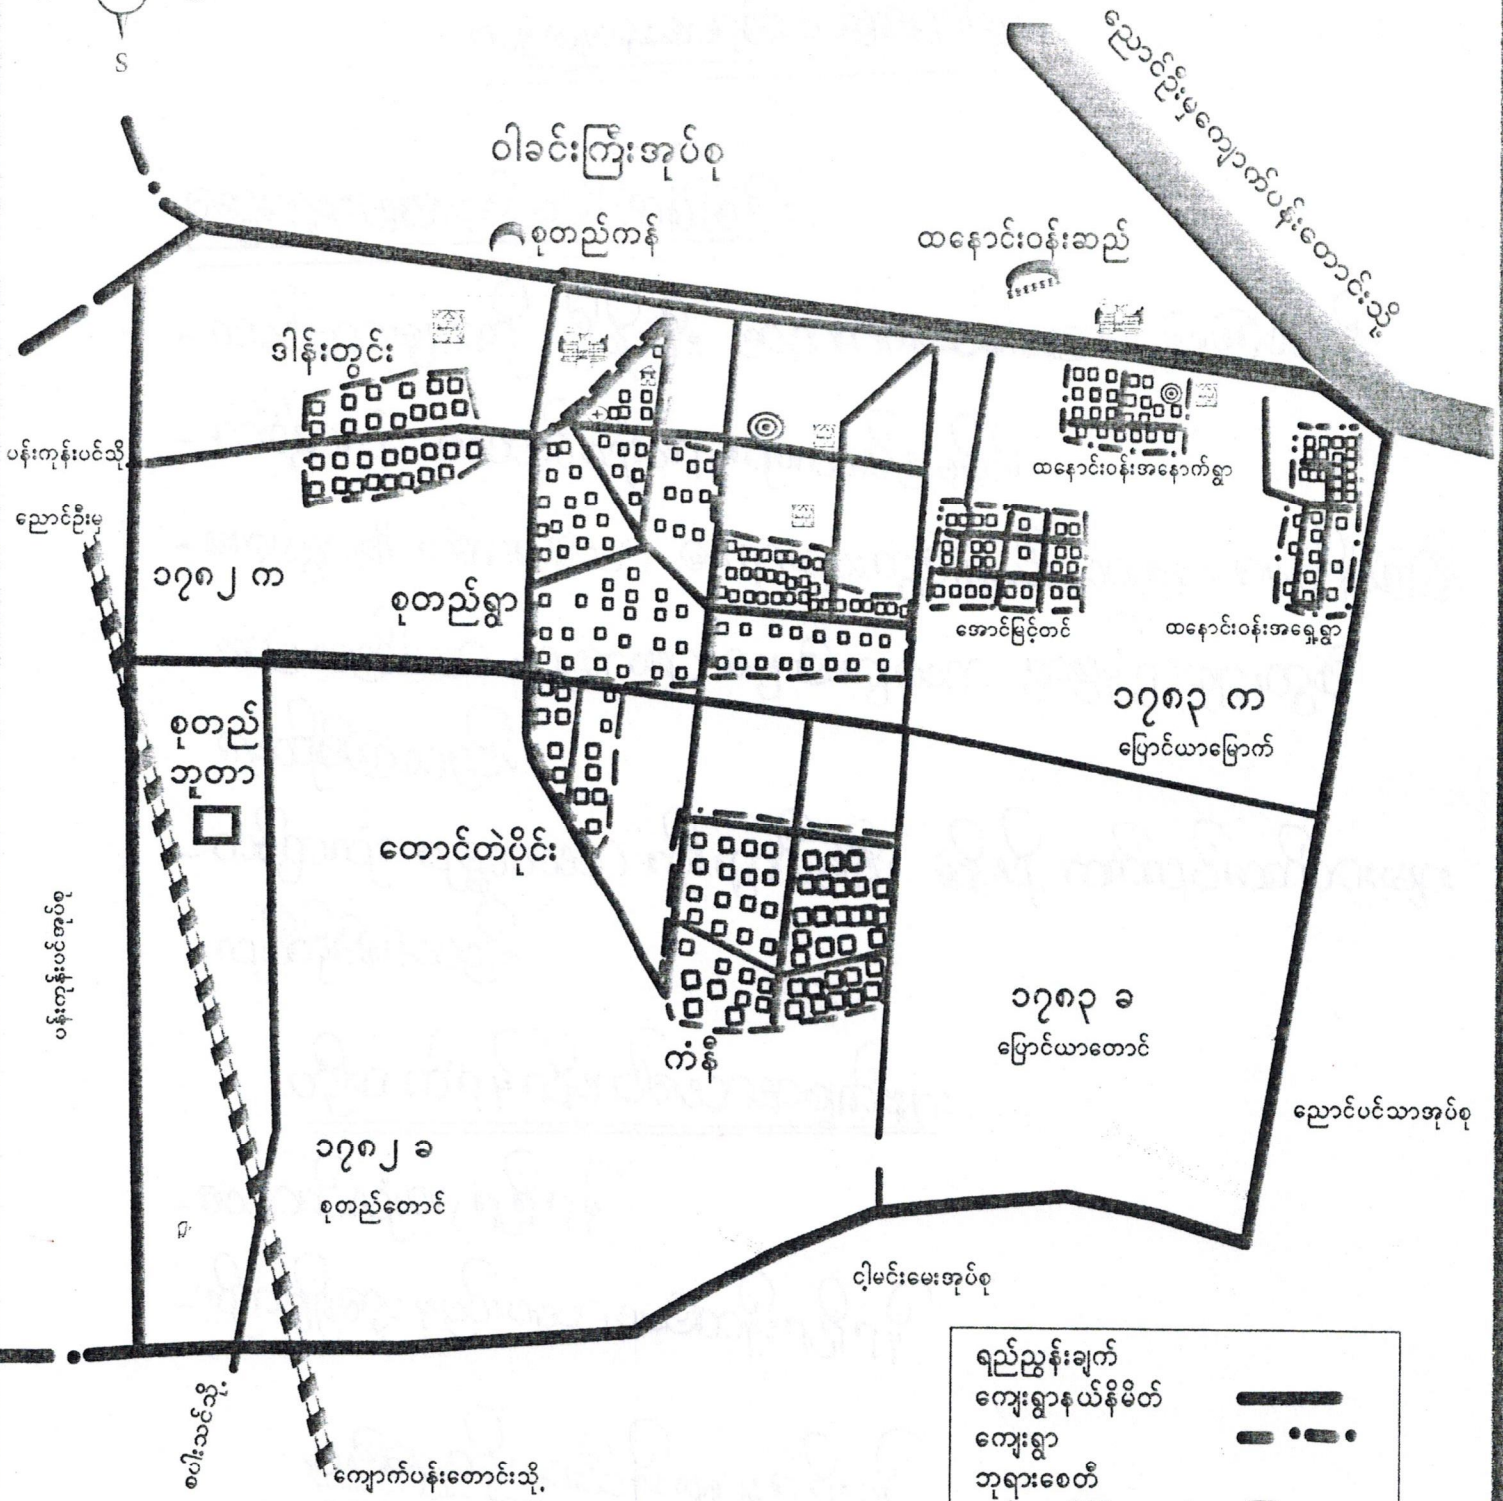 S
ဝါခင်းကြီးအုပ်စု
ညောင်ဦးမှကျောက်ပန်းတောင်းသို့
စုတည်ကန်
ထနောင်းဝန်းဆည်
ဒါန်းတွင်း
ပန်းကုန်းပင်သို့
ထနောင်းဝန်းအနောက်ရွာ
ညောင်ဦးမှ
၁၇၈၂ က
စုတည်ရွာ
အောင်မြင့်တင်
ထနောင်းဝန်းအရှေ့ရွာ
၁၇၈၃ က
ပြောင်ယာမြောက်
စုတည်
ဘူတာ
တောင်တဲပိုင်း
ပန်းကုန်းပင်အုပ်စု
၁၇၈၃ ခ
ပြောင်ယာတောင်
ကံနီ
ညောင်ပင်သာအုပ်စု
၁၇၈၂ ခ
စုတည်တောင်
ငါ့မင်းမေးအုပ်စု
ဓပါးသင်သို့
ကျောက်ပန်းတောင်းသို့
ရည်ညွှန်းချက်
ကျေးရွာနယ်နိမိတ်
ကျေးရွာ
ဘုရားစေတီ